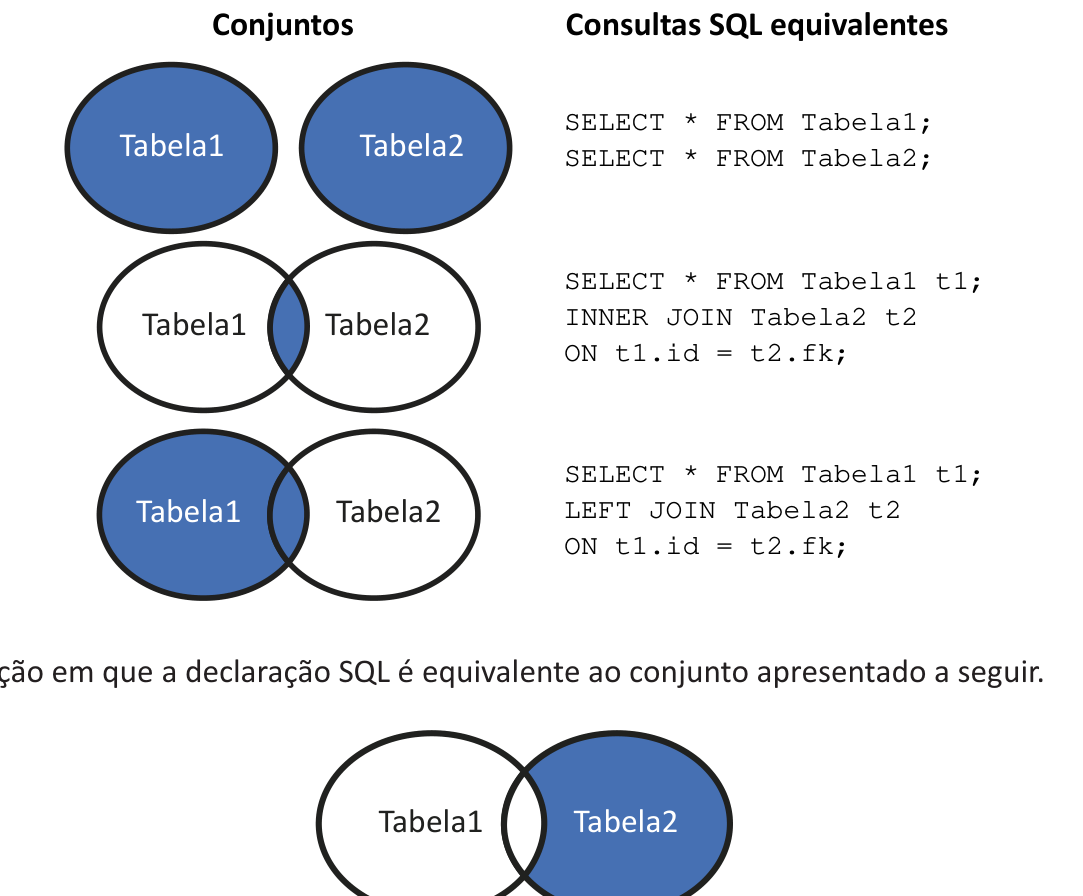 Conjuntos
Consultas SQL equivalentes
Tabela1
Tabela2
SELECT * FROM Tabela1;
SELECT * FROM Tabela2;
Tabela1
Tabela2
SELECT * FROM Tabela1 t1;
INNER JOIN Tabela2 t2
ON t1.id = t2.fk;
Tabela1
Tabela2
SELECT * FROM Tabela1 t1;
LEFT JOIN Tabela2 t2
ON t1.id = t2.fk;
ção em que a declaração SQL é equivalente ao conjunto apresentado a seguir.
Tabela1
Tabela2